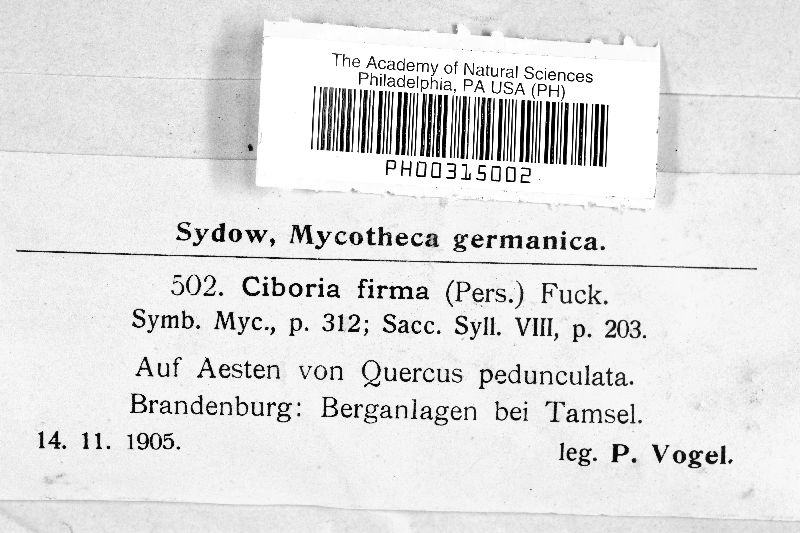 The Academy of Natural Sciences
Philadelphia, PA USA (PH)
PH00315002
Sydow, Mycotheca germanica.
502. Ciboria firma (Pers.) Fuck.
Symb. Myc., p. 312; Sacc. Syll. VIII, p. 203.
Auf Aesten von Quercus pedunculata.
Brandenburg: Berganlagen bei Tamsel.
14. 11. 1905. leg. P. Vogel.